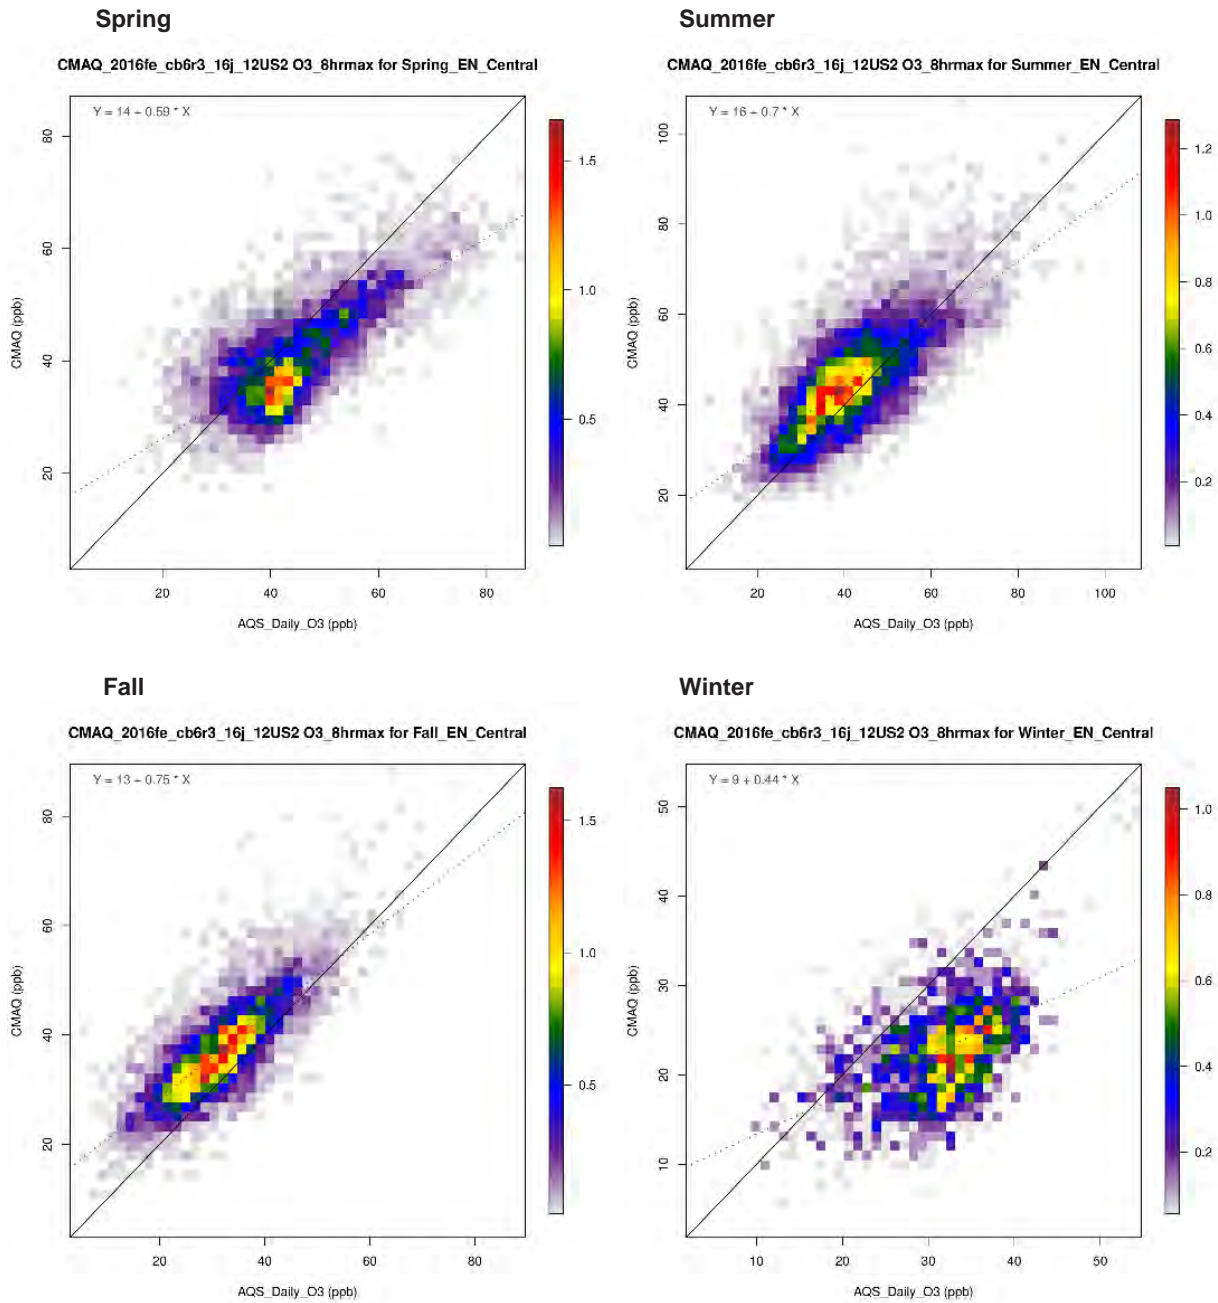 Spring
CMAQ_2016fe_cb6r3_16j_12US2 O3_8hrmax for Spring_EN_Central
Y = 14 + 0.59 * X
80
60
40
20
CMAQ (ppb)
20 40 60 80
AQS_Daily_O3 (ppb)
1.5
1.0
0.5
Summer
CMAQ_2016fe_cb6r3_16j_12US2 O3_8hrmax for Summer_EN_Central
Y = 16 + 0.7 * X
100
80
60
40
20
CMAQ (ppb)
20 40 60 80 100
AQS_Daily_O3 (ppb)
1.2
1.0
0.8
0.6
0.4
0.2
Fall
CMAQ_2016fe_cb6r3_16j_12US2 O3_8hrmax for Fall_EN_Central
Y = 13 + 0.75 * X
80
60
40
20
CMAQ (ppb)
20 40 60 80
AQS_Daily_O3 (ppb)
1.5
1.0
0.5
Winter
CMAQ_2016fe_cb6r3_16j_12US2 O3_8hrmax for Winter_EN_Central
Y = 9 + 0.44 * X
50
40
30
20
10
CMAQ (ppb)
10 20 30 40 50
AQS_Daily_O3 (ppb)
1.0
0.8
0.6
0.4
0.2